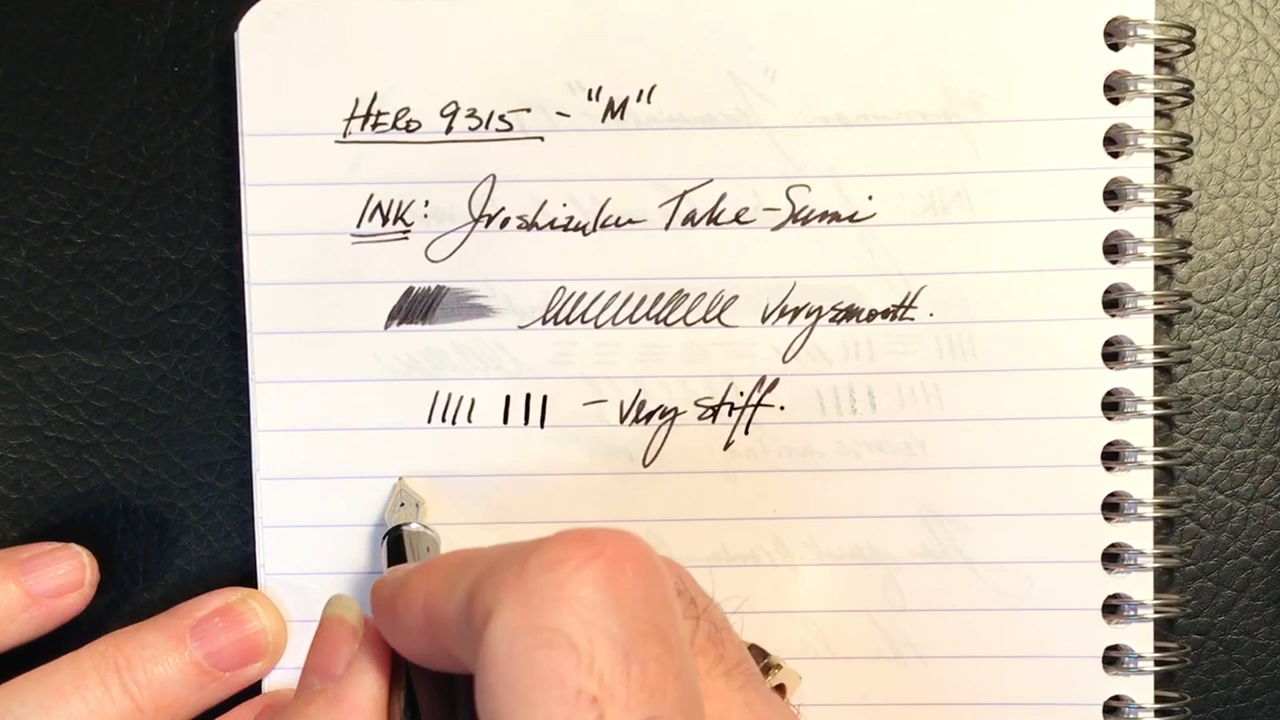 HERO 9315 - "M"
INK: Iroshizuku Take-Sumi
Very smooth.
- Very stiff.